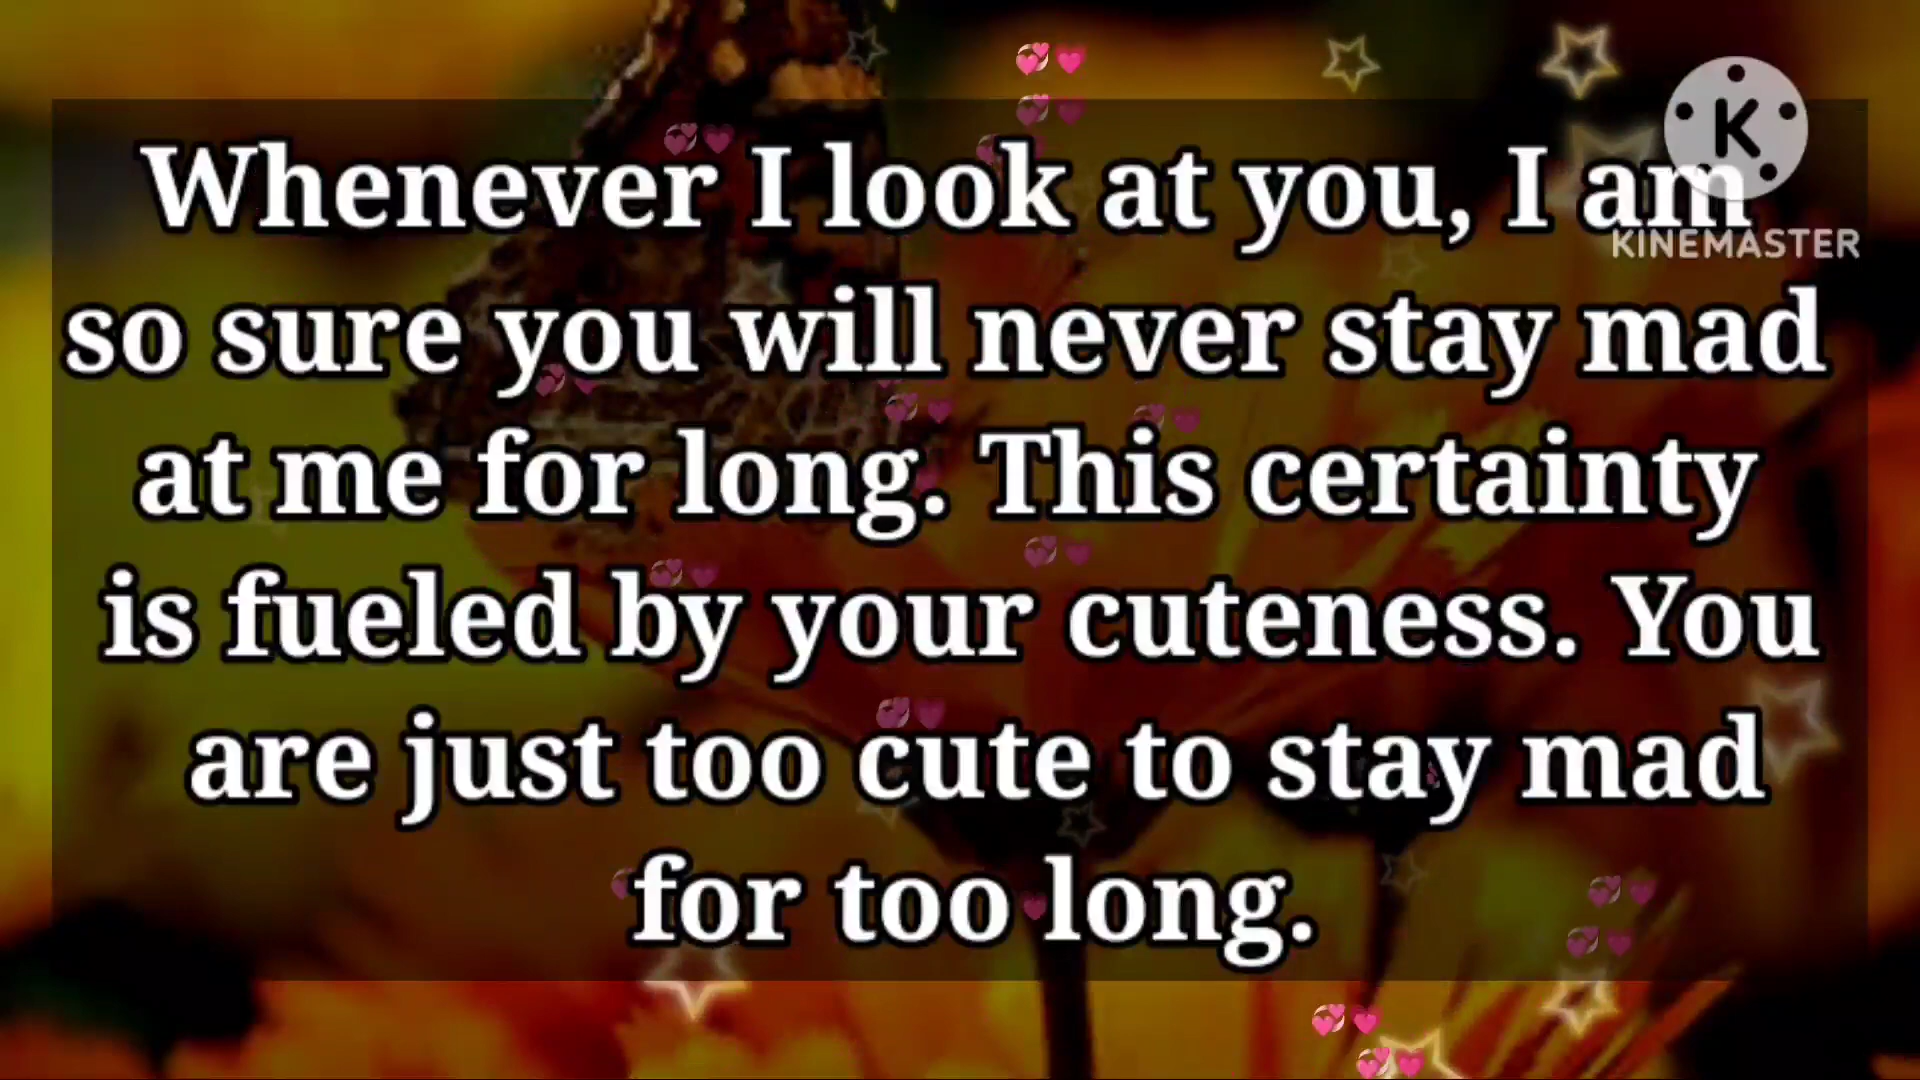 Whenever I look at you, I am
K
KINEMASTER
so sure you will never stay mad
at me for long. This certainty
is fueled by your cuteness. You
are just too cute to stay mad
for too long.